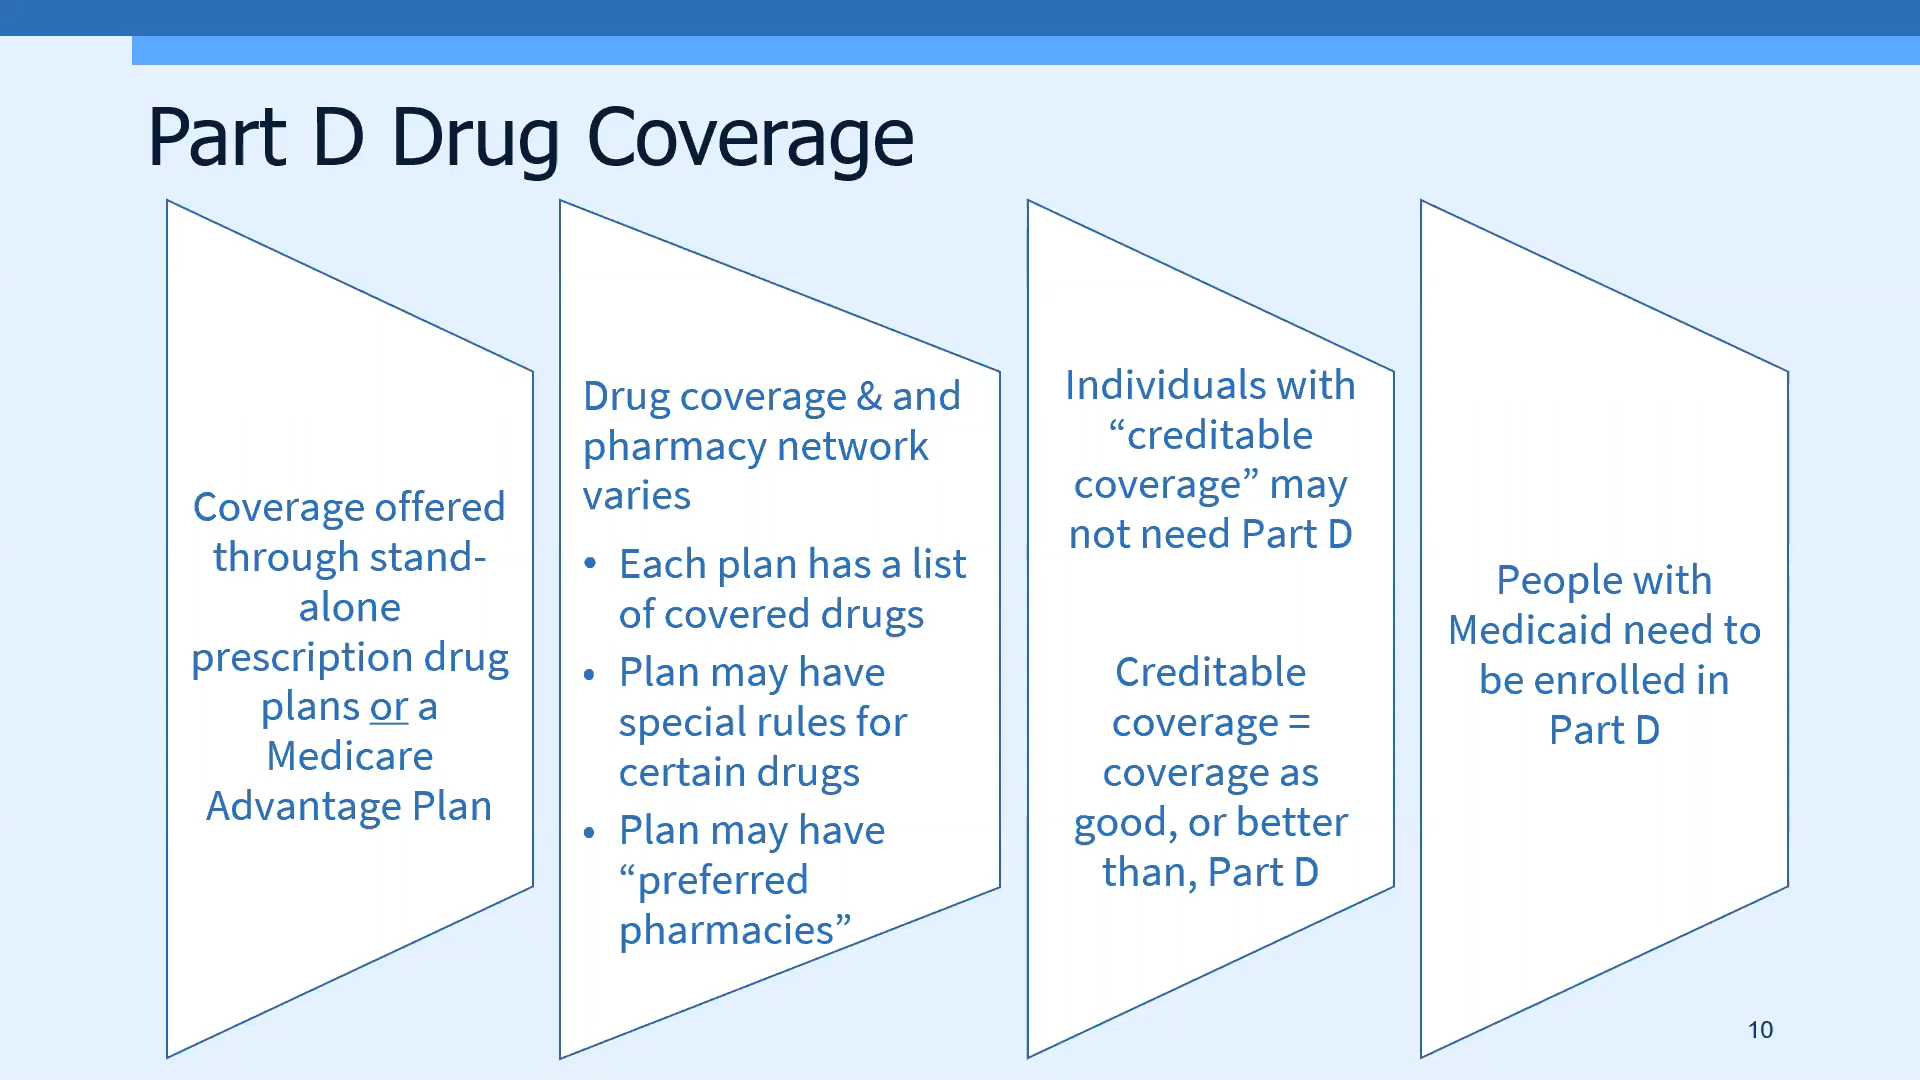 Part D Drug Coverage
Coverage offered
through stand-
alone
prescription drug
plans or a
Medicare
Advantage Plan
Drug coverage & and
pharmacy network
varies
• Each plan has a list
of covered drugs
• Plan may have
special rules for
certain drugs
• Plan may have
“preferred
pharmacies”
Individuals with
“creditable
coverage” may
not need Part D
Creditable
coverage =
coverage as
good, or better
than, Part D
People with
Medicaid need to
be enrolled in
Part D
10